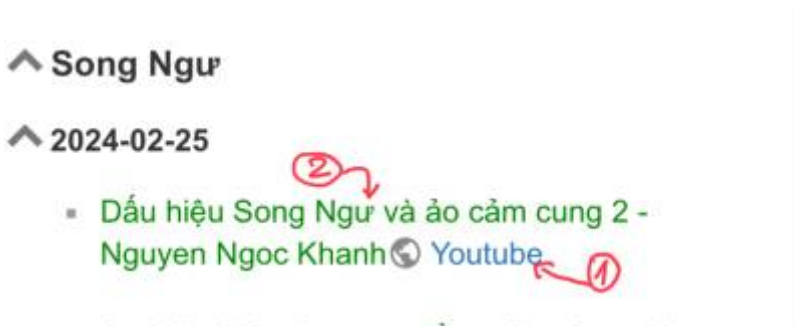 Song Ngư
2024-02-25
2
Dấu hiệu Song Ngư và ảo cảm cung 2 -
Nguyen Ngoc Khanh Youtube
1